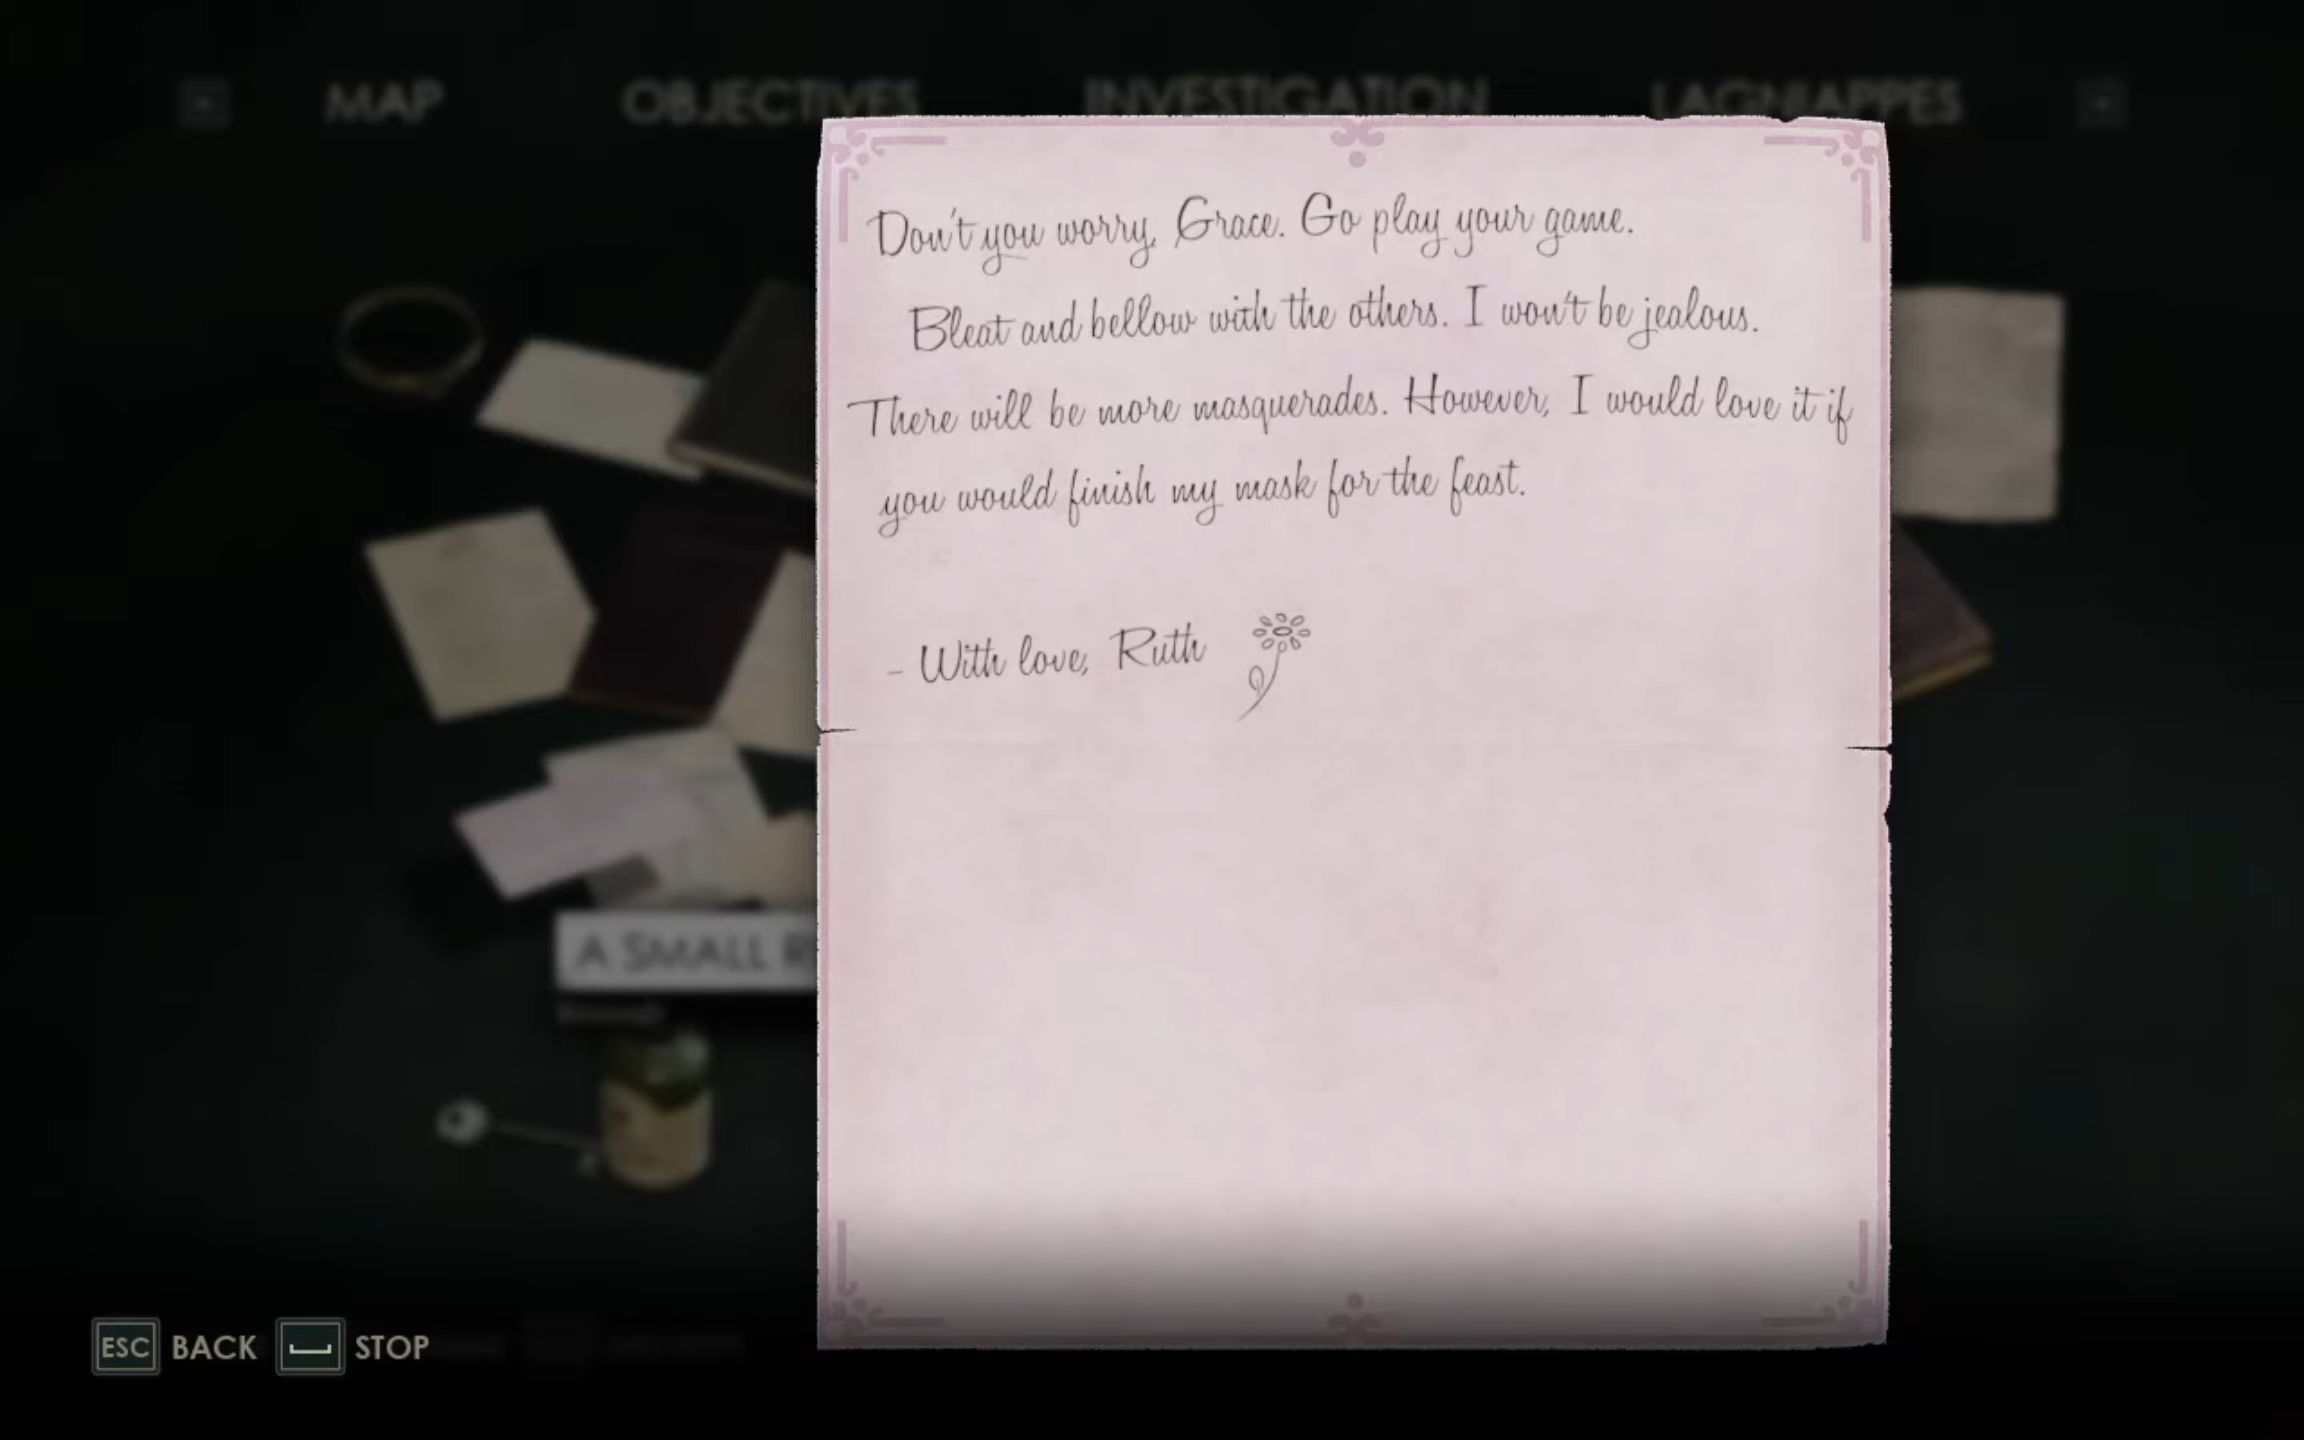 MAP OBJECTIVES INVESTIGATION LAGNIAPPES
Don't you worry, Grace. Go play your game.
Bleat and bellow with the others. I won't be jealous.
There will be more masquerades. However, I would love it if
you would finish my mask for the feast.
- With love, Ruth
A SMALL
ESC BACK STOP